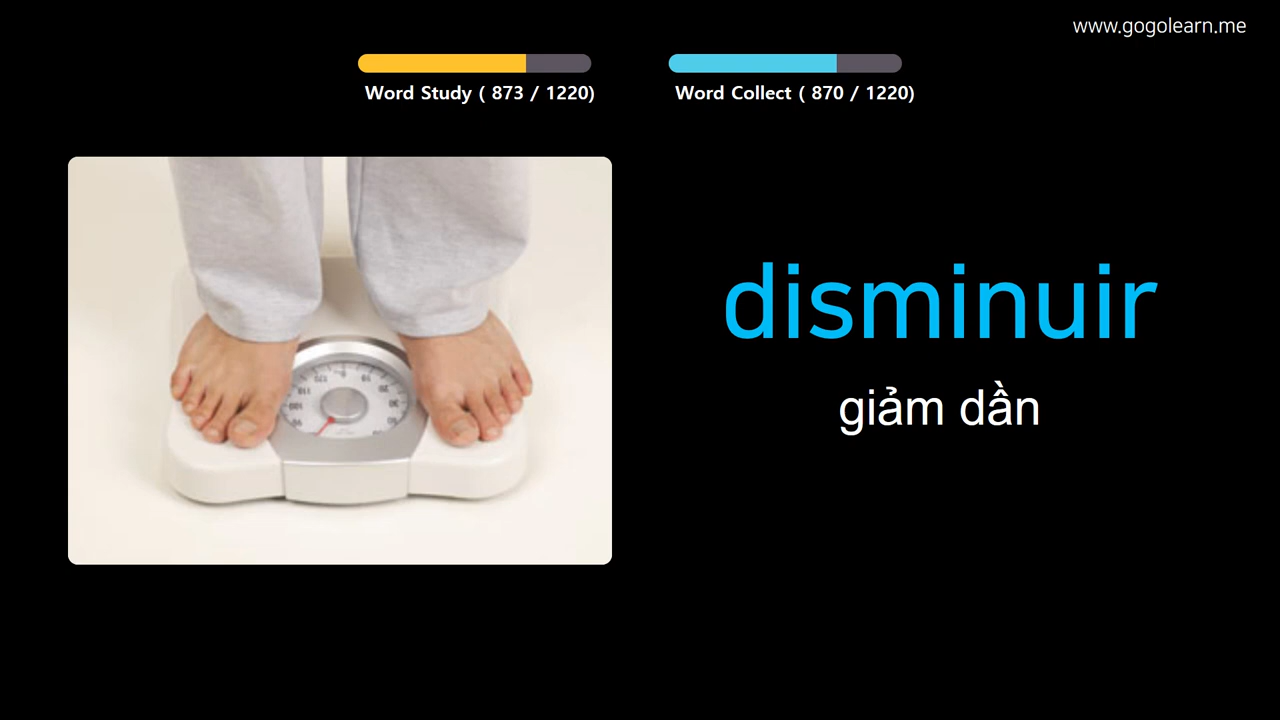 www.gogolearn.me
Word Study ( 873 / 1220)
Word Collect ( 870 / 1220)
disminuir
giảm dần